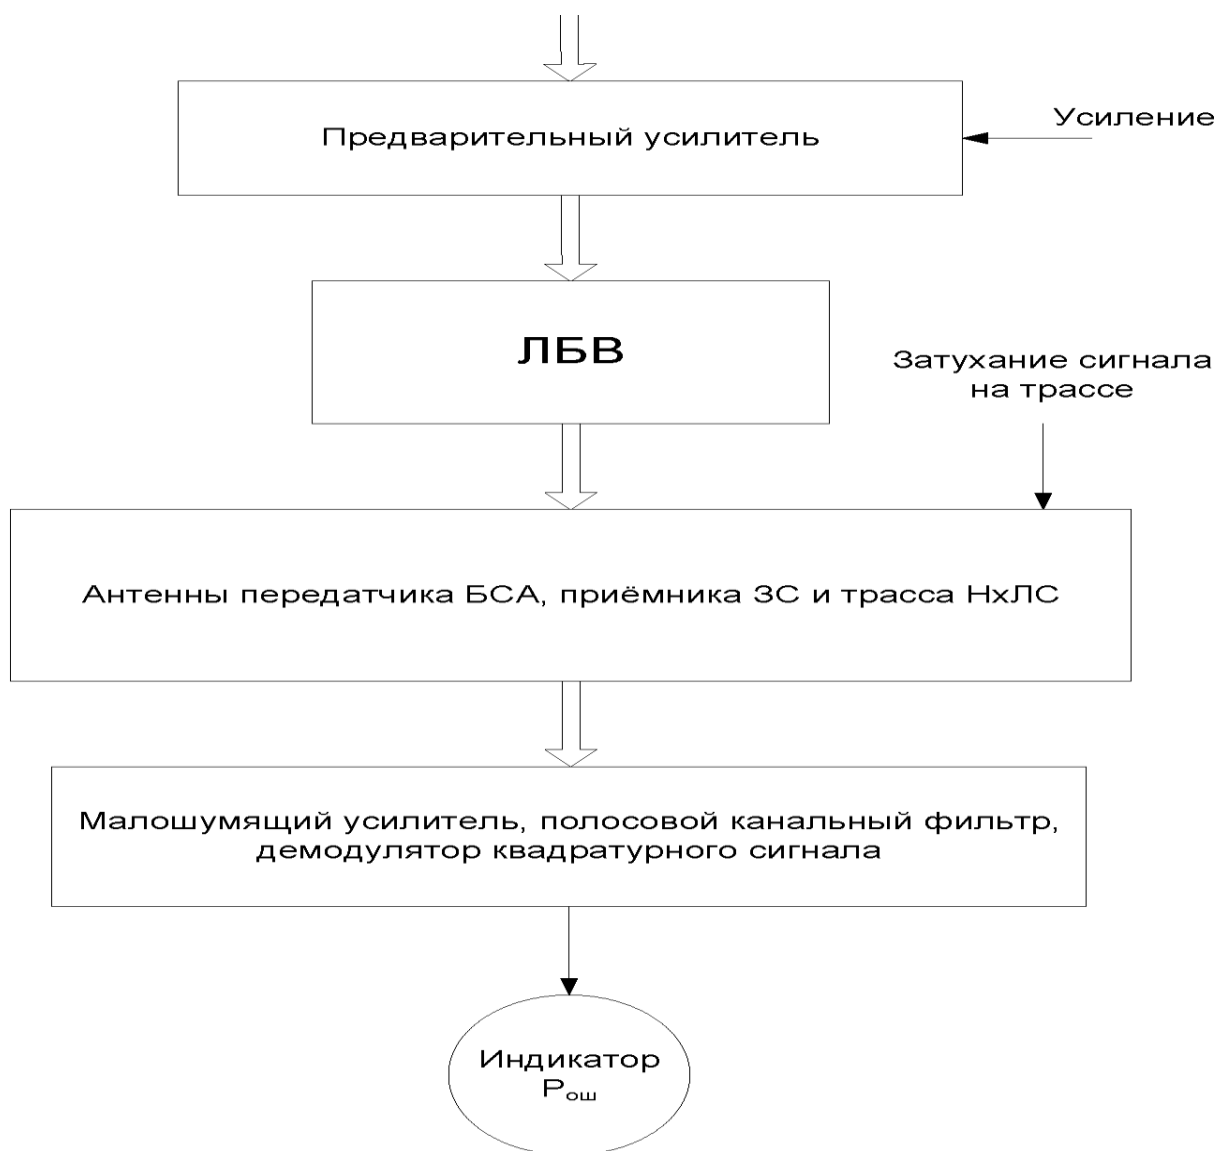 Предварительный усилитель
Усиление
ЛБВ
Затухание сигнала
на трассе
Антенны передатчика БСА, приёмника ЗС и трасса НхЛС
Малошумящий усилитель, полосовой канальный фильтр,
демодулятор квадратурного сигнала
Индикатор
Pош